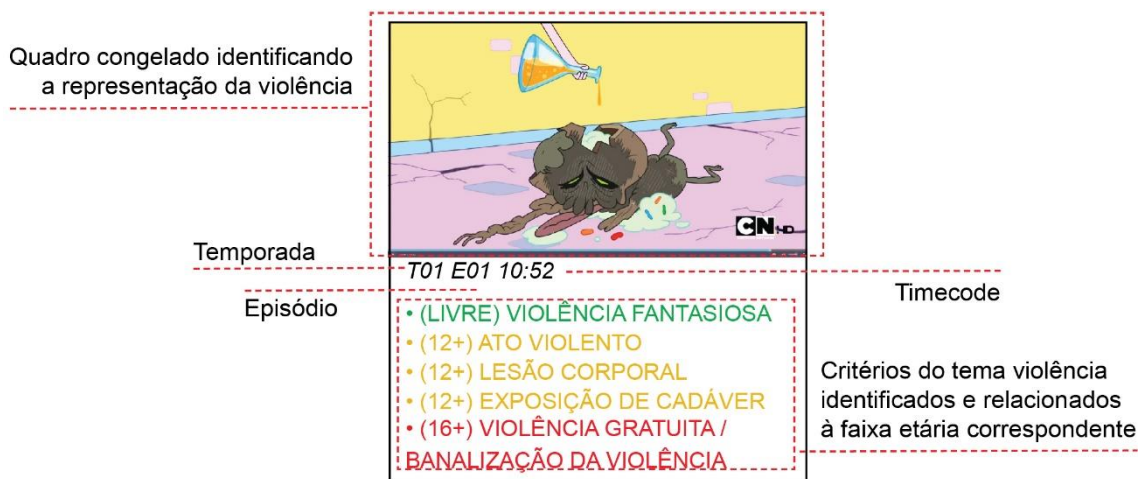 Quadro congelado identificando
a representação da violência
CN HD
Temporada
T01 E01 10:52
Timecode
Episódio
• (LIVRE) VIOLÊNCIA FANTASIOSA
• (12+) ATO VIOLENTO
• (12+) LESÃO CORPORAL
• (12+) EXPOSIÇÃO DE CADÁVER
• (16+) VIOLÊNCIA GRATUITA /
BANALIZAÇÃO DA VIOLÊNCIA
Critérios do tema violência
identificados e relacionados
à faixa etária correspondente